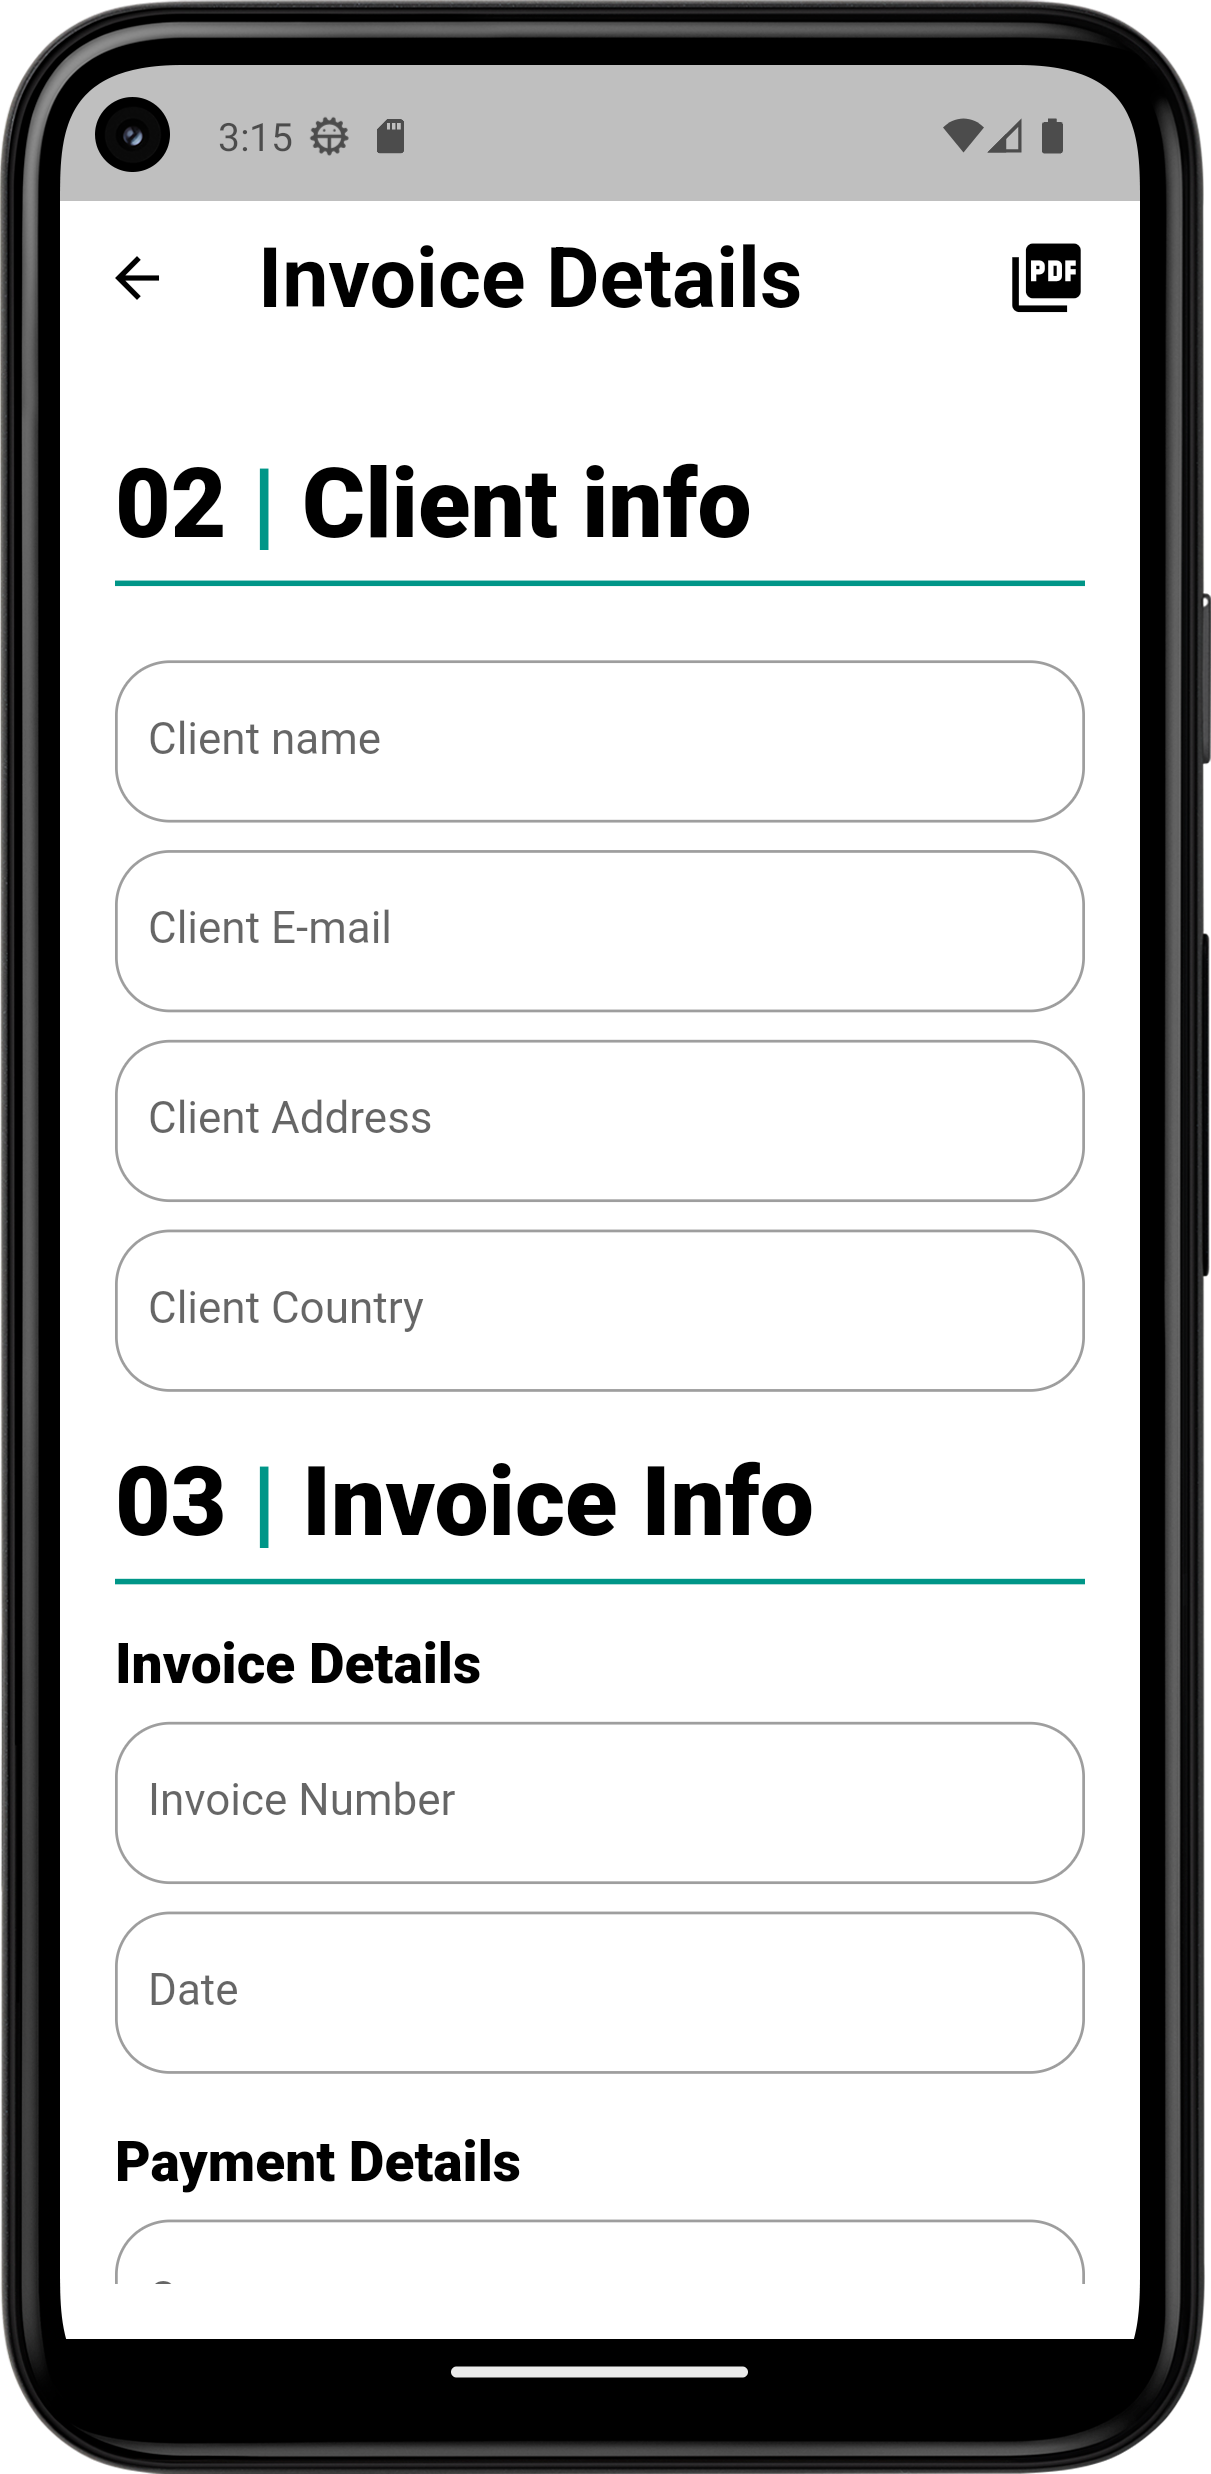 3:15
Invoice Details
PDF
02 | Client info
Client name
Client E-mail
Client Address
Client Country
03 | Invoice Info
Invoice Details
Invoice Number
Date
Payment Details